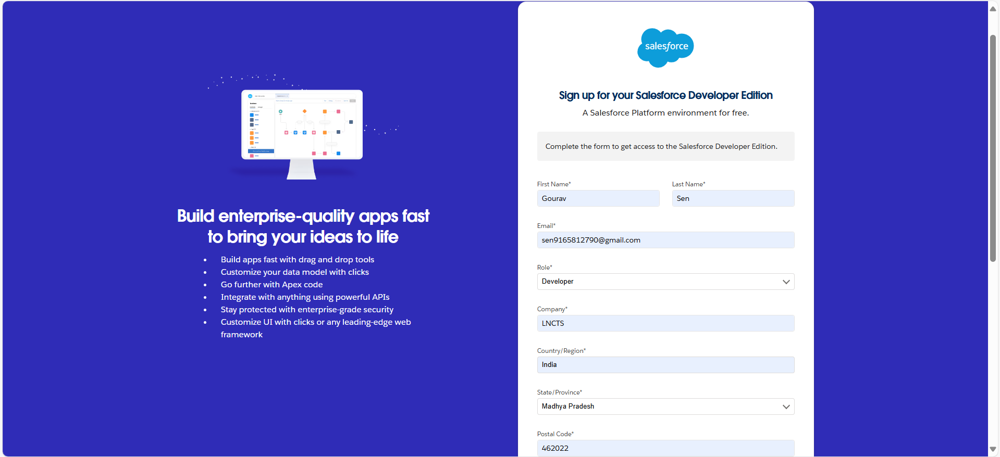 Build enterprise-quality apps fast
to bring your ideas to life
• Build apps fast with drag and drop tools
• Customize your data model with clicks
• Go further with Apex code
• Integrate with anything using powerful APIs
• Stay protected with enterprise-grade security
• Customize UI with clicks or any leading-edge web
framework
salesforce
Sign up for your Salesforce Developer Edition
A Salesforce Platform environment for free.
Complete the form to get access to the Salesforce Developer Edition.
First Name* Last Name*
Gourav Sen
Email*
sen9165812790@gmail.com
Role*
Developer
Company*
LNCTS
Country/Region*
India
State/Province*
Madhya Pradesh
Postal Code*
462022